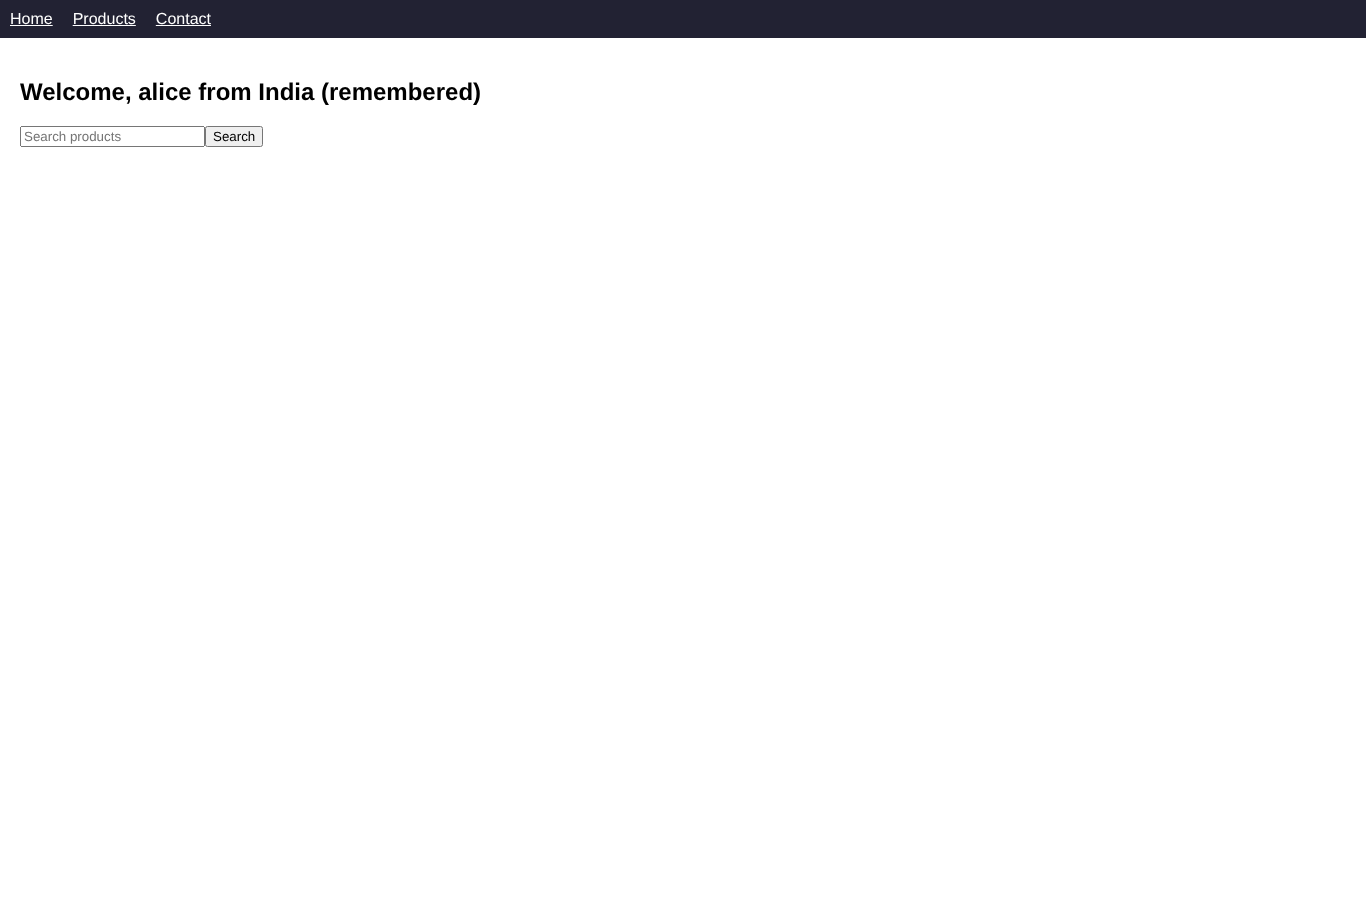 Home Products Contact
Welcome, alice from India (remembered)
Search products Search